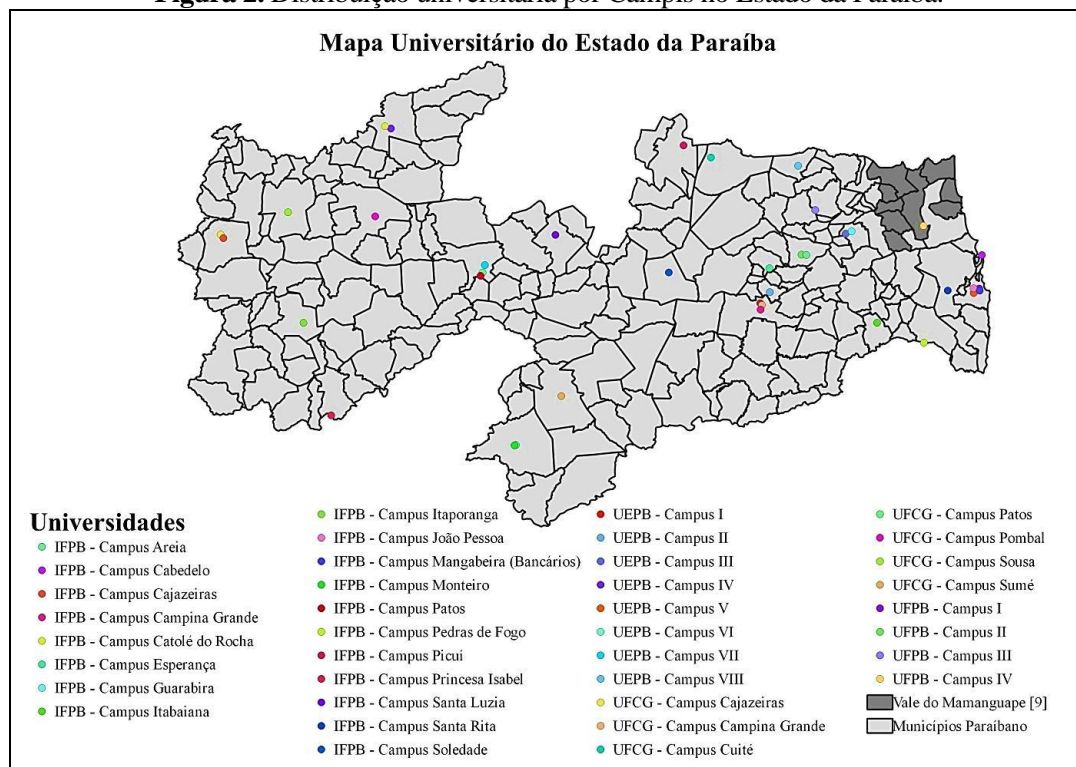 Figura 2. Distribuição universitária por Campis no Estado da Paraíba.
Mapa Universitário do Estado da Paraíba
Universidades
IFPB - Campus Areia
IFPB - Campus Cabedelo
IFPB - Campus Cajazeiras
IFPB - Campus Campina Grande
IFPB - Campus Catolé do Rocha
IFPB - Campus Esperança
IFPB - Campus Guarabira
IFPB - Campus Itabaiana
IFPB - Campus Itaporanga
IFPB - Campus João Pessoa
IFPB - Campus Mangabeira (Bancários)
IFPB - Campus Monteiro
IFPB - Campus Patos
IFPB - Campus Pedras de Fogo
IFPB - Campus Picuí
IFPB - Campus Princesa Isabel
IFPB - Campus Santa Luzia
IFPB - Campus Santa Rita
IFPB - Campus Soledade
UEPB - Campus I
UEPB - Campus II
UEPB - Campus III
UEPB - Campus IV
UEPB - Campus V
UEPB - Campus VI
UEPB - Campus VII
UEPB - Campus VIII
UFCG - Campus Cajazeiras
UFCG - Campus Campina Grande
UFCG - Campus Cuité
UFCG - Campus Patos
UFCG - Campus Pombal
UFCG - Campus Sousa
UFCG - Campus Sumé
UFPB - Campus I
UFPB - Campus II
UFPB - Campus III
UFPB - Campus IV
Vale do Mamanguape [9]
Municípios Paraíbano